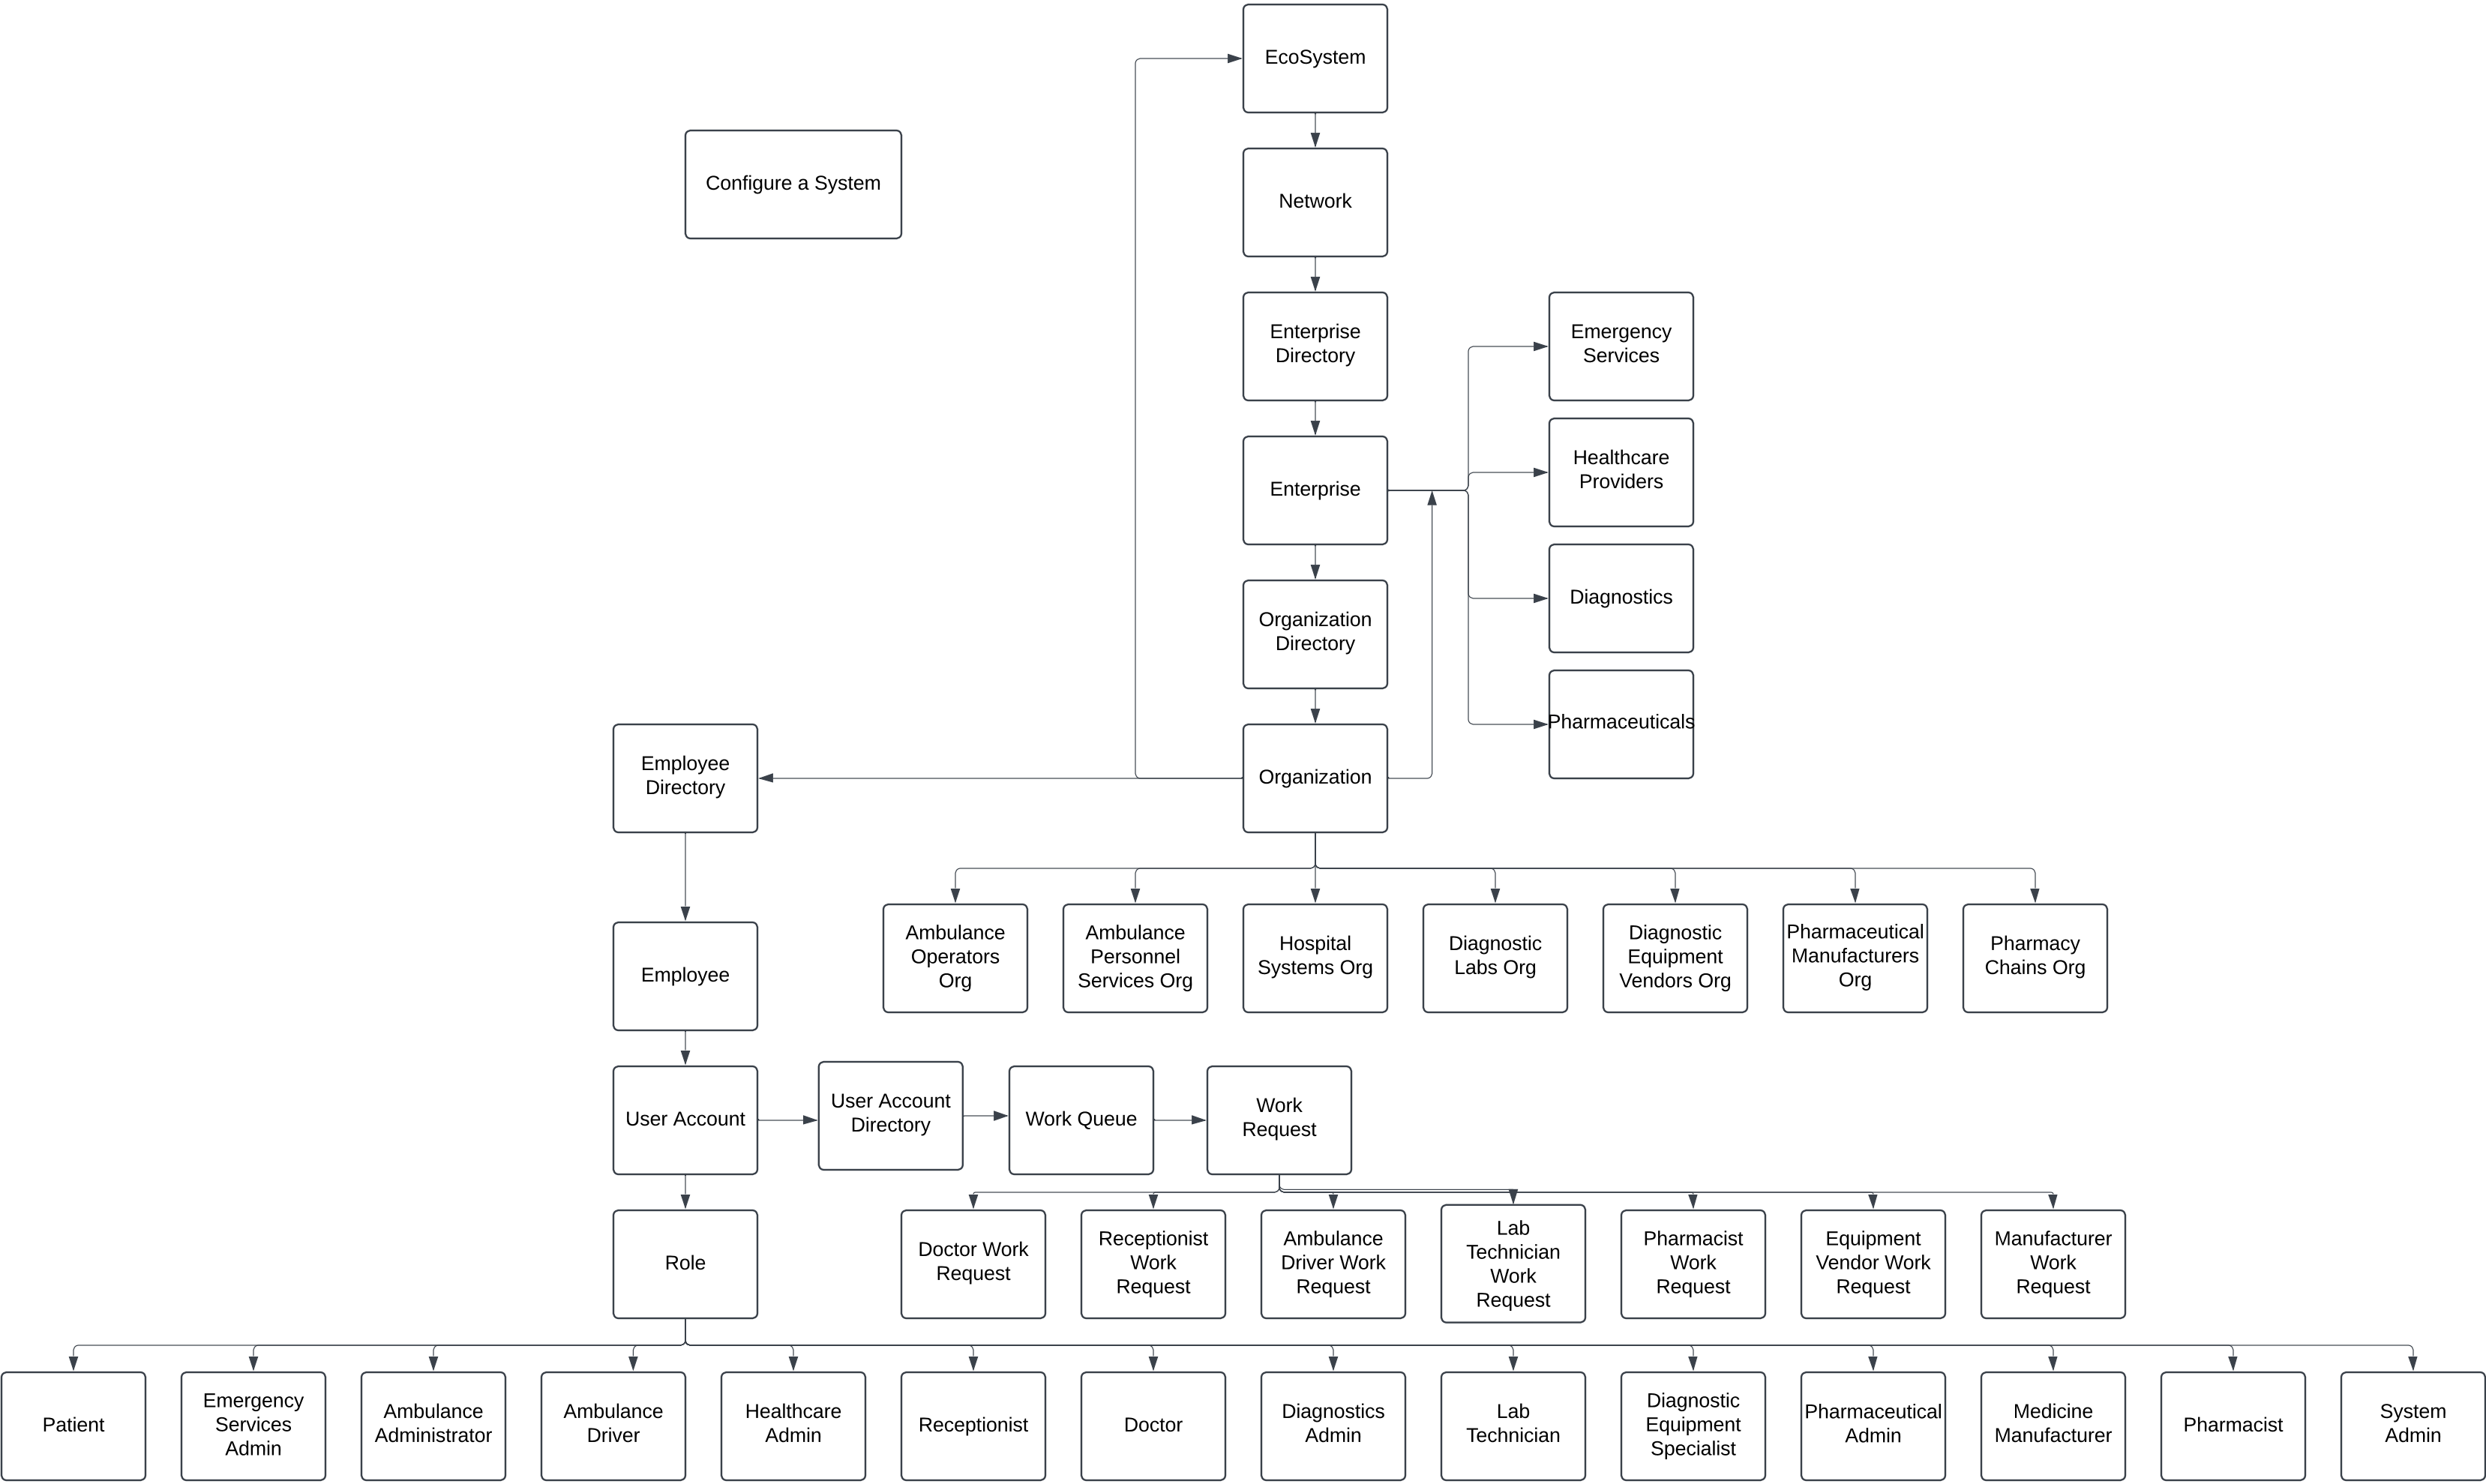 EcoSystem
Configure a System
Network
Enterprise
Directory
Emergency
Services
Enterprise
Healthcare
Providers
Diagnostics
Organization
Directory
Pharmaceuticals
Employee
Directory
Organization
Ambulance
Operators
Org
Ambulance
Personnel
Services Org
Hospital
Systems Org
Diagnostic
Labs Org
Diagnostic
Equipment
Vendors Org
Pharmaceutical
Manufacturers
Org
Pharmacy
Chains Org
Employee
User Account
User Account
Directory
Work Queue
Work
Request
Role
Doctor Work
Request
Receptionist
Work
Request
Ambulance
Driver Work
Request
Lab
Technician
Work
Request
Pharmacist
Work
Request
Equipment
Vendor Work
Request
Manufacturer
Work
Request
Patient
Emergency
Services
Admin
Ambulance
Administrator
Ambulance
Driver
Healthcare
Admin
Receptionist
Doctor
Diagnostics
Admin
Lab
Technician
Diagnostic
Equipment
Specialist
Pharmaceutical
Admin
Medicine
Manufacturer
Pharmacist
System
Admin